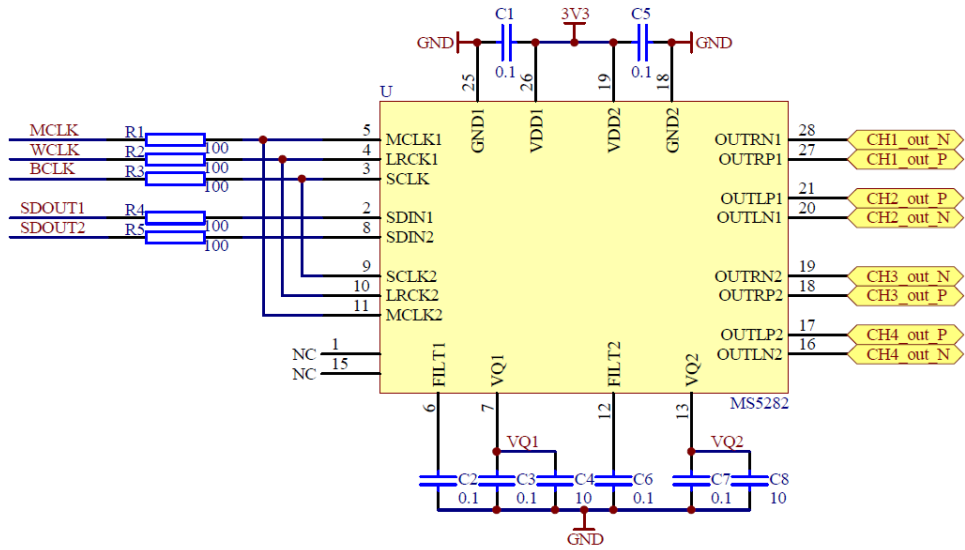 C1 3V3 C5
GND GND
0.1 0.1
25 26 19 18
U
GND1 VDD1 VDD2 GND2
MCLK R1 100 5 MCLK1 OUTRN1 28 CH1_out_N
WCLK R2 100 4 LRCK1 OUTRP1 27 CH1_out_P
BCLK R3 100 3 SCLK
OUTLP1 21 CH2_out_P
SDOUT1 R4 100 2 SDIN1 OUTLN1 20 CH2_out_N
SDOUT2 R5 100 8 SDIN2
9 SCLK2 OUTRN2 19 CH3_out_N
10 LRCK2 OUTRP2 18 CH3_out_P
11 MCLK2
OUTLP2 17 CH4_out_P
NC 1 OUTLN2 16 CH4_out_N
NC 15
FILT1 VQ1 FILT2 VQ2
MS5282
6 7 12 13
VQ1 VQ2
C2 C3 C4 C6 C7 C8
0.1 0.1 10 0.1 0.1 10
GND